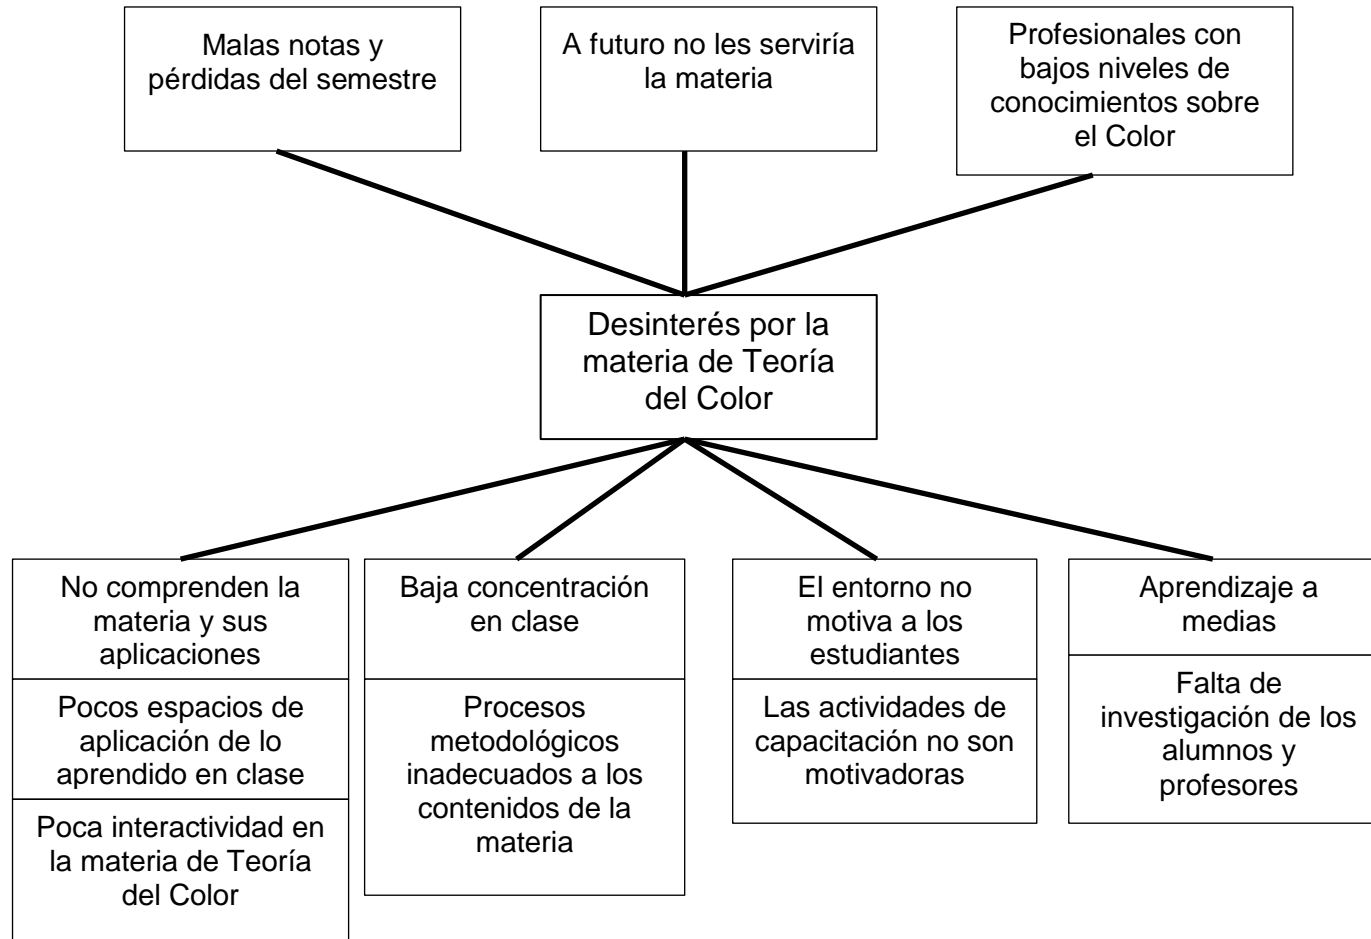 Malas notas y
pérdidas del semestre
A futuro no les serviría
la materia
Profesionales con
bajos niveles de
conocimientos sobre
el Color
Desinterés por la
materia de Teoría
del Color
No comprenden la
materia y sus
aplicaciones
Pocos espacios de
aplicación de lo
aprendido en clase
Poca interactividad en
la materia de Teoría
del Color
Baja concentración
en clase
Procesos
metodológicos
inadecuados a los
contenidos de la
materia
El entorno no
motiva a los
estudiantes
Las actividades de
capacitación no son
motivadoras
Aprendizaje a
medias
Falta de
investigación de los
alumnos y
profesores